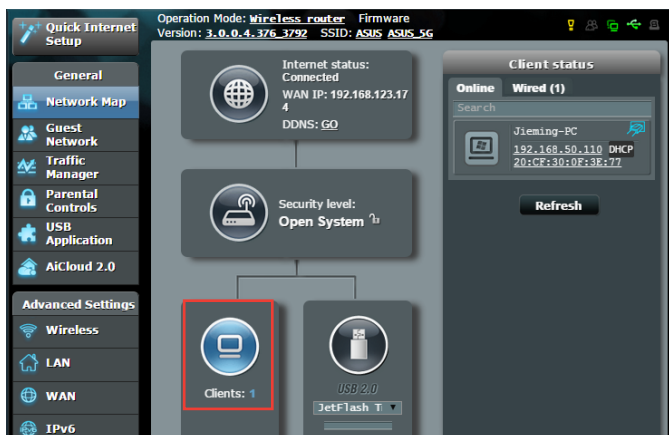 Quick Internet
Setup
Operation Mode: Wireless router Firmware
Version: 3.0.0.4.376_3792 SSID: ASUS ASUS_5G
General
Network Map
Guest
Network
Traffic
Manager
Parental
Controls
USB
Application
AiCloud 2.0
Advanced Settings
Wireless
LAN
WAN
IPv6
Internet status:
Connected
WAN IP: 192.168.123.17
4
DDNS: GO
Security level:
Open System
Clients: 1
USB 2.0
JetFlash T
Client status
Online Wired (1)
Search
Jieming-PC
192.168.50.110 DHCP
20:CF:30:0F:3E:77
Refresh